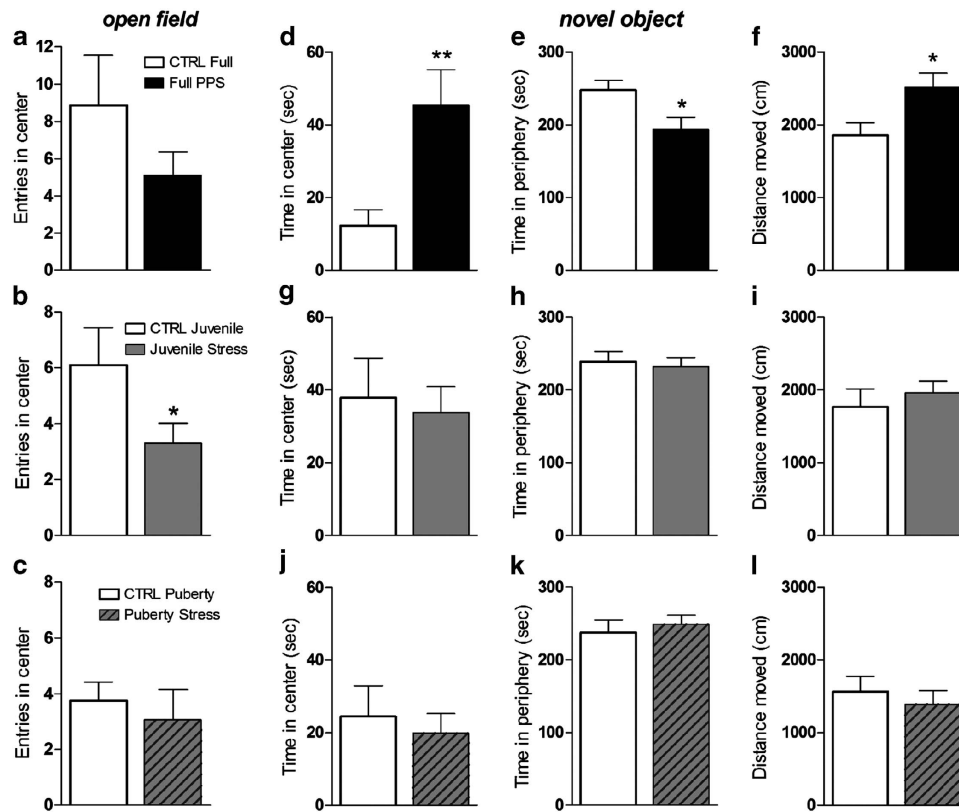 open field
novel object
a
12
10
8
6
4
2
0
Entries in center
CTRL Full
Full PPS
d
60
40
20
0
Time in center (sec)
**
e
300
200
100
0
Time in periphery (sec)
*
f
3000
2000
1000
0
Distance moved (cm)
*
b
8
6
4
2
0
Entries in center
CTRL Juvenile
Juvenile Stress
*
g
60
40
20
0
Time in center (sec)
h
300
200
100
0
Time in periphery (sec)
i
3000
2000
1000
0
Distance moved (cm)
c
8
6
4
2
0
Entries in center
CTRL Puberty
Puberty Stress
j
60
40
20
0
Time in center (sec)
k
300
200
100
0
Time in periphery (sec)
l
3000
2000
1000
0
Distance moved (cm)